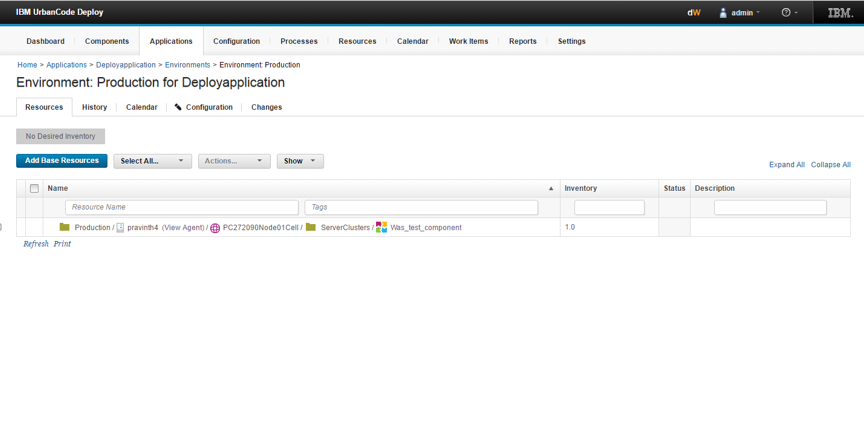 IBM UrbanCode Deploy dW admin IBM.
Dashboard Components Applications Configuration Processes Resources Calendar Work Items Reports Settings
Home > Applications > Deployapplication > Environments > Environment: Production
Environment: Production for Deployapplication
Resources History Calendar Configuration Changes
No Desired Inventory
Add Base Resources Select All... Actions... Show Expand All Collapse All
Name Inventory Status Description
Resource Name Tags
Production / pravinth4 (View Agent) / PC272090Node01Cell / ServerClusters / Was_test_component 1.0
Refresh Print